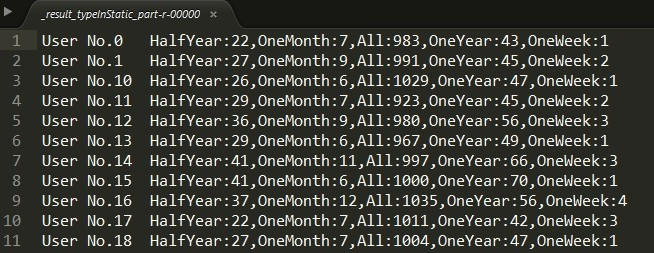 _result_typeInStatic_part-r-00000 ×
1 User No.0 HalfYear:22,OneMonth:7,All:983,OneYear:43,OneWeek:1
2 User No.1 HalfYear:27,OneMonth:9,All:991,OneYear:45,OneWeek:2
3 User No.10 HalfYear:26,OneMonth:6,All:1029,OneYear:47,OneWeek:1
4 User No.11 HalfYear:29,OneMonth:7,All:923,OneYear:45,OneWeek:2
5 User No.12 HalfYear:36,OneMonth:9,All:980,OneYear:56,OneWeek:3
6 User No.13 HalfYear:29,OneMonth:6,All:967,OneYear:49,OneWeek:1
7 User No.14 HalfYear:41,OneMonth:11,All:997,OneYear:66,OneWeek:3
8 User No.15 HalfYear:41,OneMonth:6,All:1000,OneYear:70,OneWeek:1
9 User No.16 HalfYear:37,OneMonth:12,All:1035,OneYear:56,OneWeek:4
10 User No.17 HalfYear:22,OneMonth:7,All:1011,OneYear:42,OneWeek:3
11 User No.18 HalfYear:27,OneMonth:7,All:1004,OneYear:47,OneWeek:1